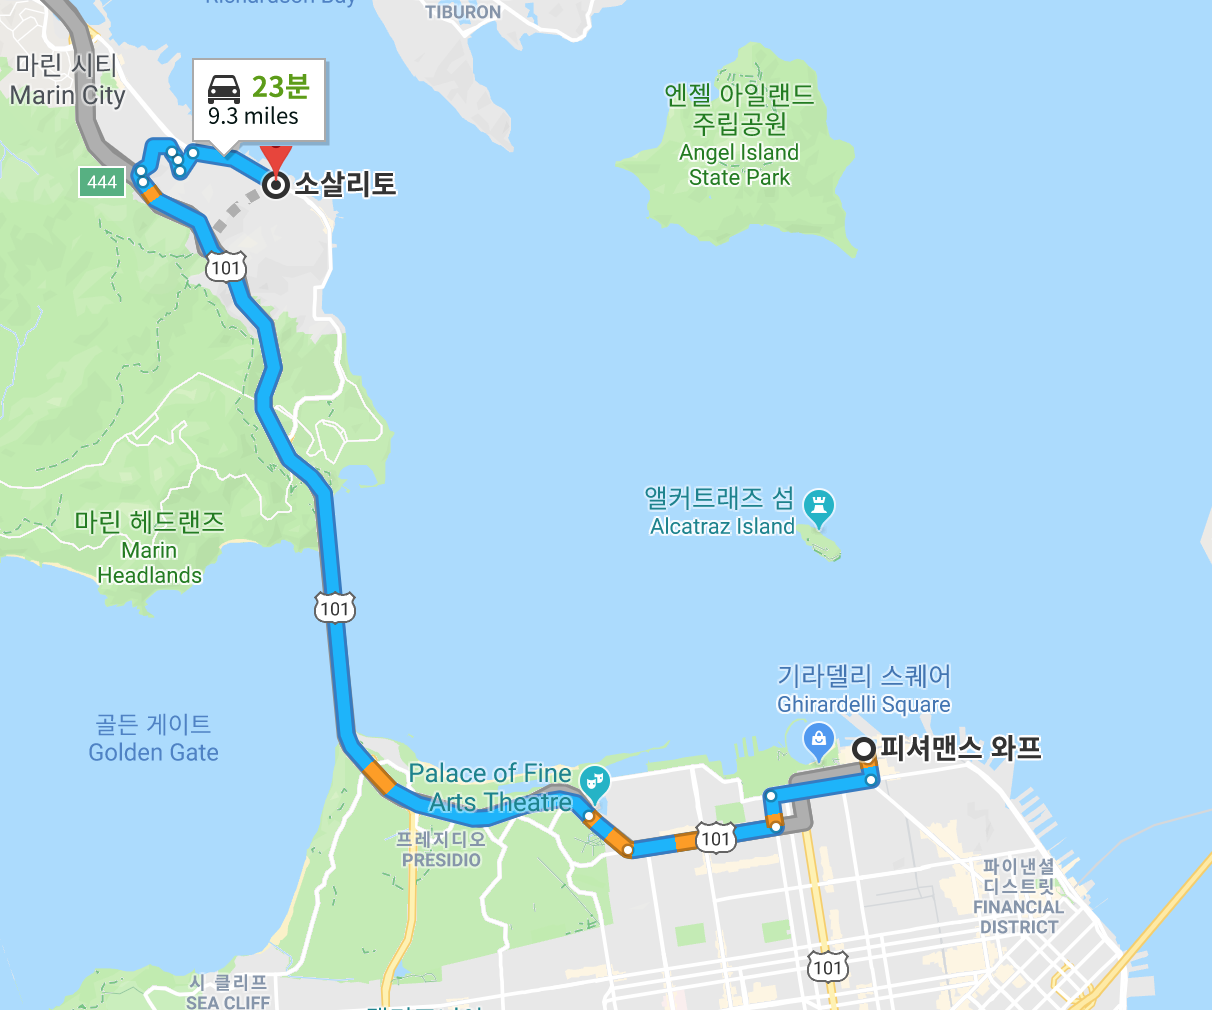 Richardson Bay
TIBURON
마린 시티
Marin City
23분
9.3 miles
엔젤 아일랜드
주립공원
Angel Island
State Park
444
소살리토
101
앨커트래즈 섬
Alcatraz Island
마린 헤드랜즈
Marin
Headlands
101
기라델리 스퀘어
Ghirardelli Square
골든 게이트
Golden Gate
피셔맨스 와프
Palace of Fine
Arts Theatre
101
프레지디오
PRESIDIO
파이낸셜
디스트릿
FINANCIAL
DISTRICT
101
시 클리프
SEA CLIFF